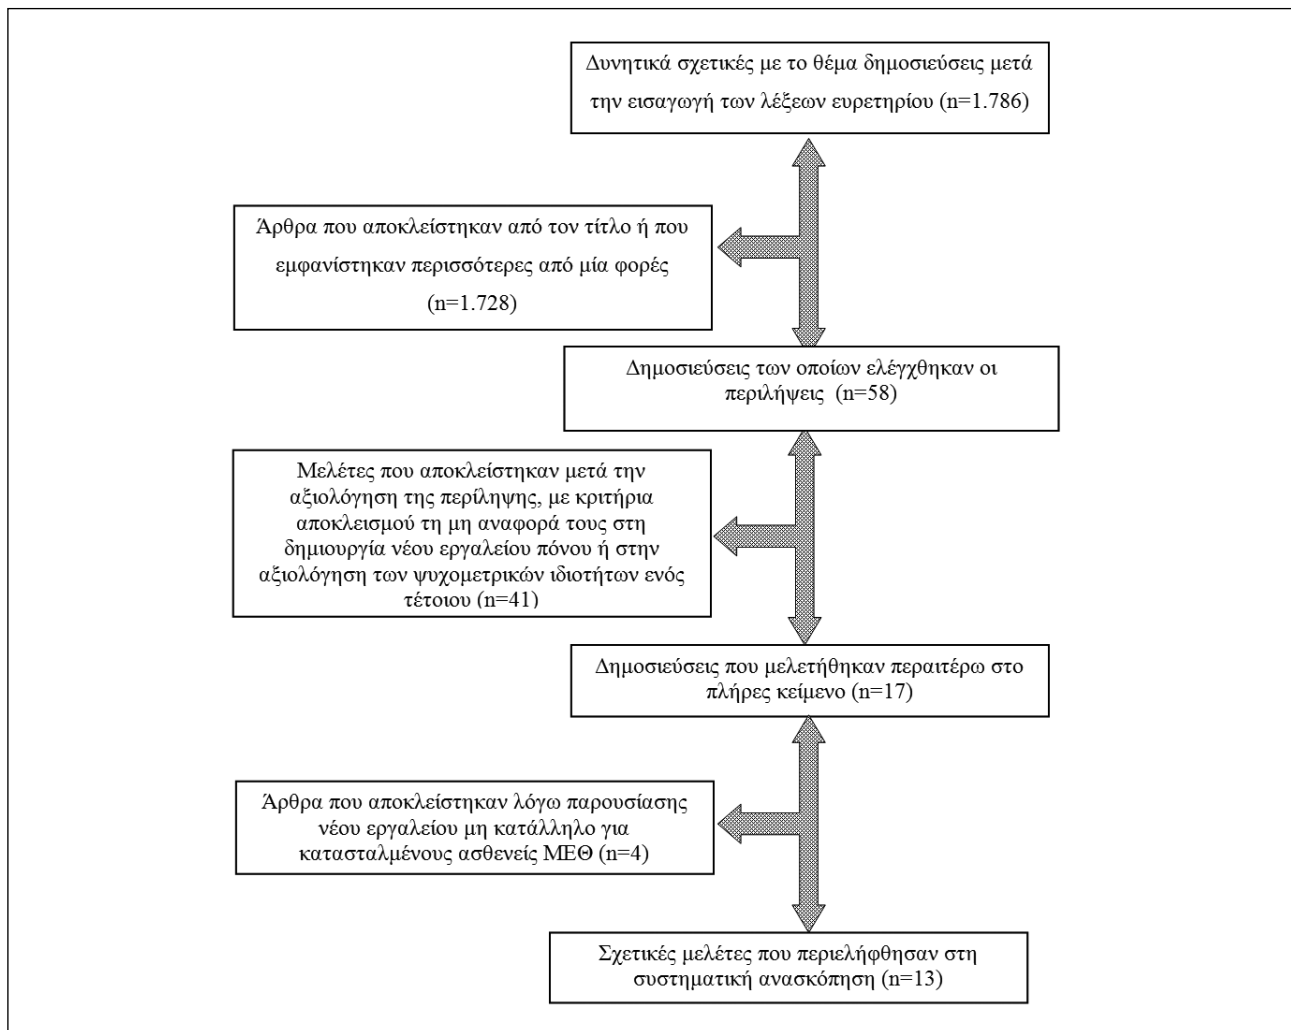 Δυνητικά σχετικές με το θέμα δημοσιεύσεις μετά
την εισαγωγή των λέξεων ευρετηρίου (n=1.786)
Άρθρα που αποκλείστηκαν από τον τίτλο ή που
εμφανίστηκαν περισσότερες από μία φορές
(n=1.728)
Δημοσιεύσεις των οποίων ελέγχθηκαν οι
περιλήψεις (n=58)
Μελέτες που αποκλείστηκαν μετά την
αξιολόγηση της περίληψης, με κριτήρια
αποκλεισμού τη μη αναφορά τους στη
δημιουργία νέου εργαλείου πόνου ή στην
αξιολόγηση των ψυχομετρικών ιδιοτήτων ενός
τέτοιου (n=41)
Δημοσιεύσεις που μελετήθηκαν περαιτέρω στο
πλήρες κείμενο (n=17)
Άρθρα που αποκλείστηκαν λόγω παρουσίασης
νέου εργαλείου μη κατάλληλο για
κατασταλμένους ασθενείς ΜΕΘ (n=4)
Σχετικές μελέτες που περιελήφθησαν στη
συστηματική ανασκόπηση (n=13)